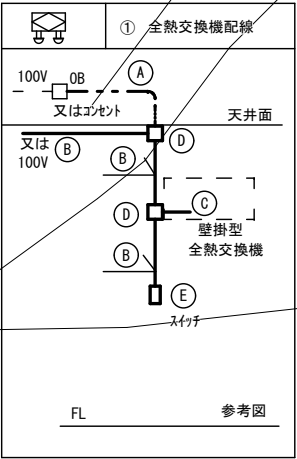 ① 全熱交換機配線
100V OB A
又はコンセント
天井面
又は
100V B D
B
C
D
壁掛型
全熱交換機
B
E
スイッチ
FL 参考図